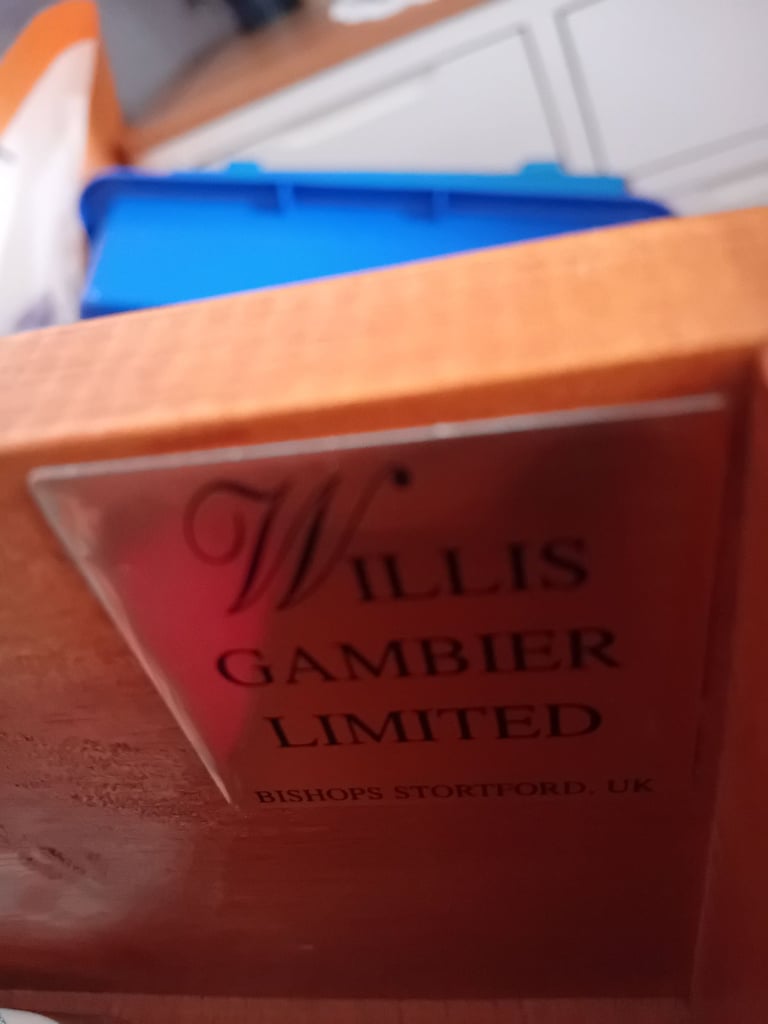 WILLIS
GAMBIER
LIMITED
BISHOPS STORTFORD. UK